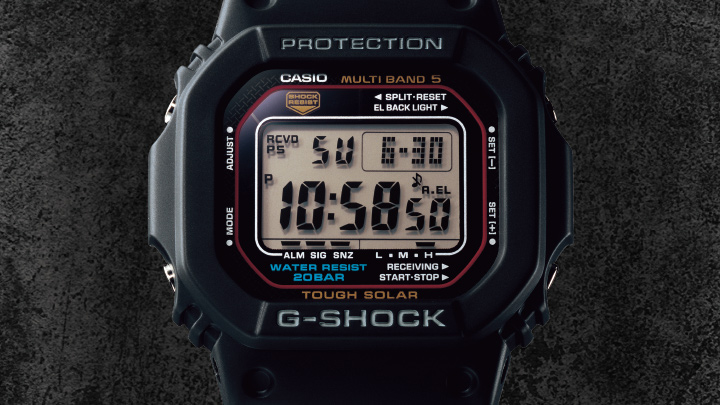 PROTECTION
CASIO MULTI BAND 5
SHOCK
RESIST
◄ SPLIT·RESET
EL BACK LIGHT ►
ADJUST
MODE
SET [−]
SET [+]
RCVD
PS
SU 6-30
P
10:58 50
A.EL
ALM SIG SNZ L • M • H
WATER RESIST
20BAR
RECEIVING ►
START·STOP ►
TOUGH SOLAR
G-SHOCK